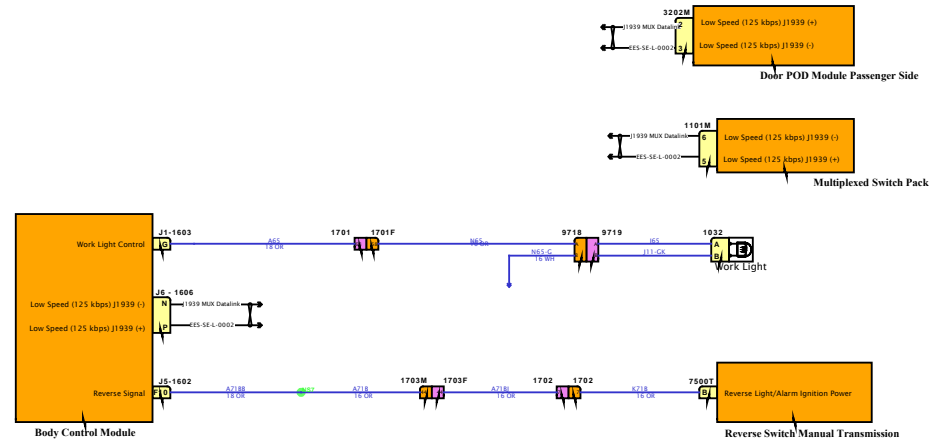 3202M
J1939 MUX Datalink
2
Low Speed (125 kbps) J1939 (+)
EES-SE-L-0002
3
Low Speed (125 kbps) J1939 (-)
Door POD Module Passenger Side
1101M
J1939 MUX Datalink
6
Low Speed (125 kbps) J1939 (-)
EES-SE-L-0002
5
Low Speed (125 kbps) J1939 (+)
Multiplexed Switch Pack
J1-1603
1701
1701F
9718
9719
1032
Work Light Control
G
A65
18 OR
N65
I65
A
N65-G
16 WH
J11-GK
B
Work Light
J6 - 1606
Low Speed (125 kbps) J1939 (-)
N
J1939 MUX Datalink
Low Speed (125 kbps) J1939 (+)
P
EES-SE-L-0002
J5-1602
1703M
1703F
1702
1702
7500T
Reverse Signal
F
A71BB
18 OR
A71B
16 OR
A71BJ
16 OR
K71B
16 OR
B
Reverse Light/Alarm Ignition Power
Body Control Module
Reverse Switch Manual Transmission